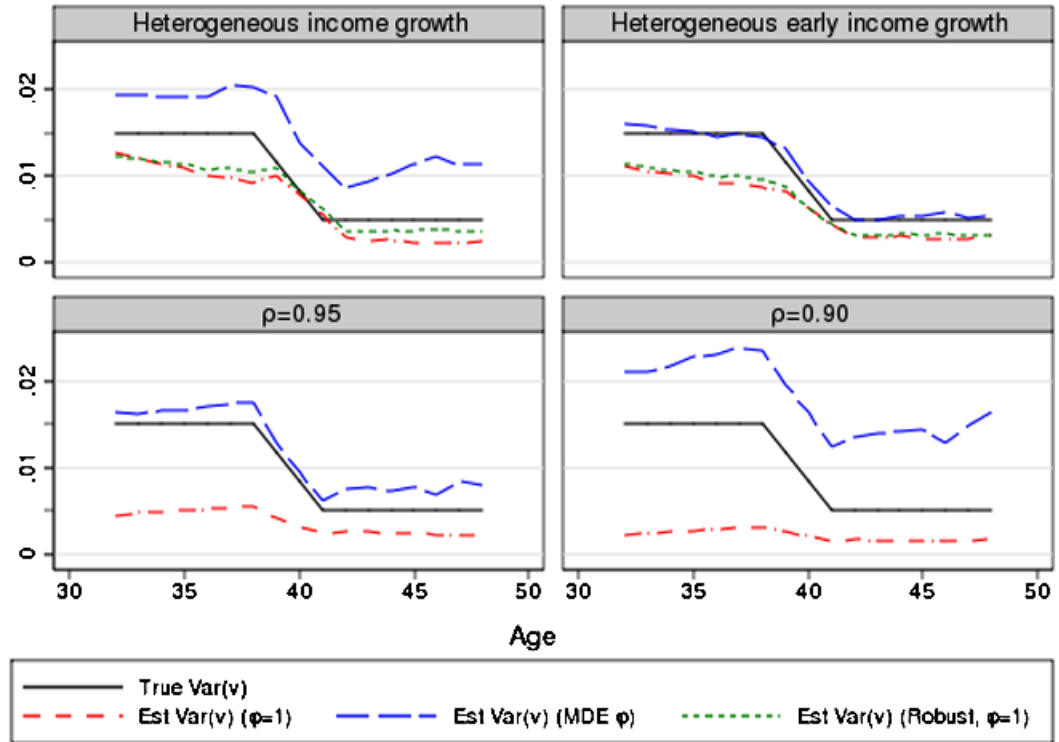 Heterogeneous income growth
Heterogeneous early income growth
.02
.01
0
ρ=0.95
ρ=0.90
.02
.01
0
30 35 40 45 50 30 35 40 45 50
Age
True Var(v)
Est Var(v) (φ=1) Est Var(v) (MDE φ) Est Var(v) (Robust, φ=1)